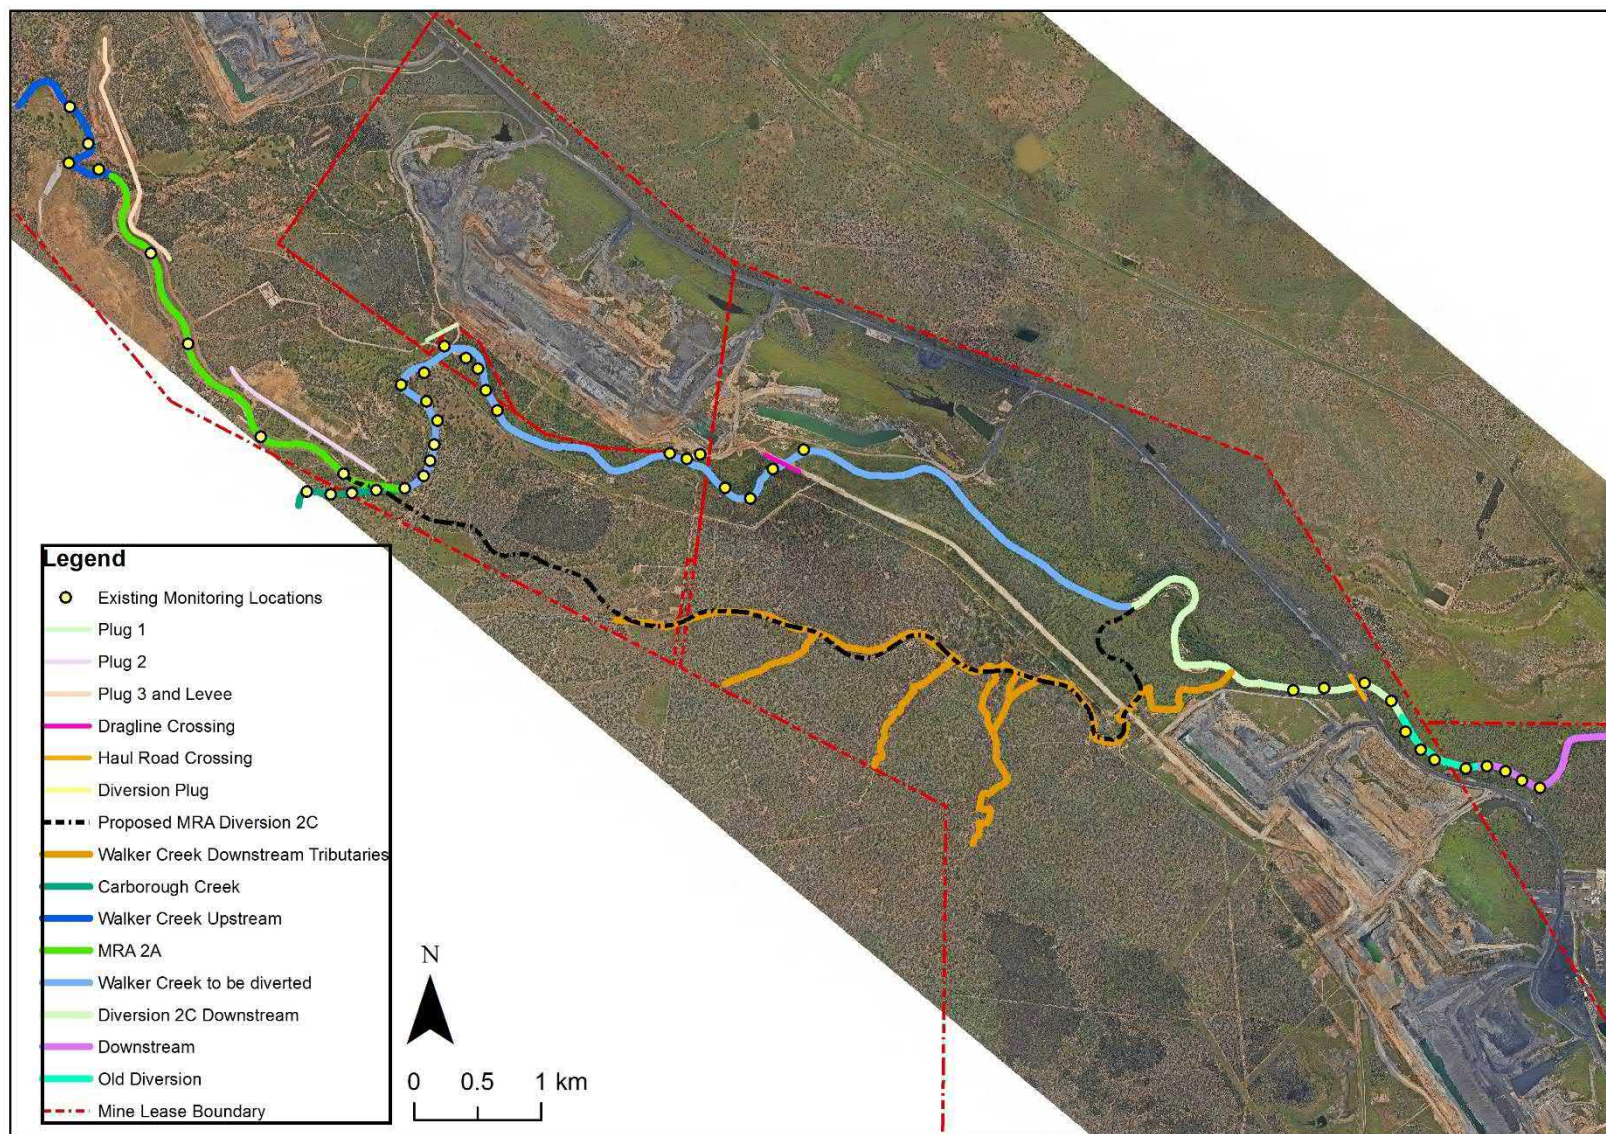 Legend
Existing Monitoring Locations
Plug 1
Plug 2
Plug 3 and Levee
Dragline Crossing
Haul Road Crossing
Diversion Plug
Proposed MRA Diversion 2C
Walker Creek Downstream Tributaries
Carborough Creek
Walker Creek Upstream
MRA 2A
Walker Creek to be diverted
Diversion 2C Downstream
Downstream
Old Diversion
Mine Lease Boundary
N
0 0.5 1 km